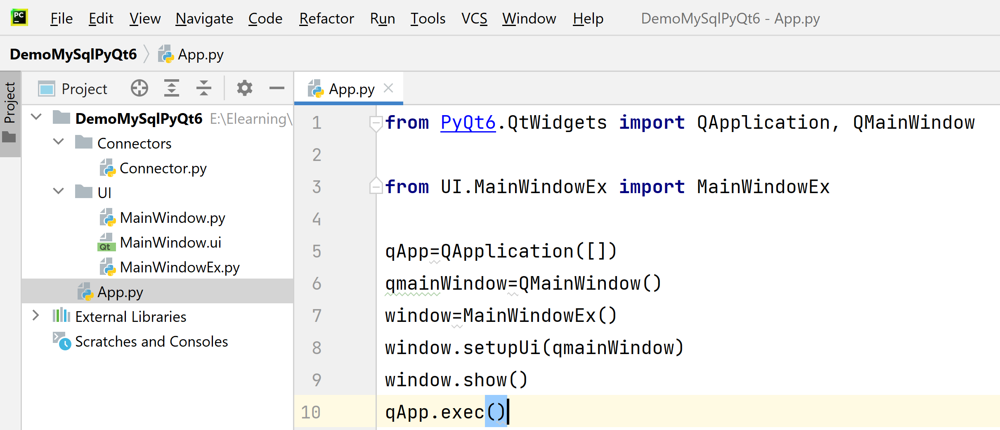 PC File Edit View Navigate Code Refactor Run Tools VCS Window Help DemoMySqlPyQt6 - App.py
DemoMySqlPyQt6 App.py
Project
Project
App.py
DemoMySqlPyQt6 E:\Elearning\
Connectors
Connector.py
UI
MainWindow.py
Qt MainWindow.ui
MainWindowEx.py
App.py
External Libraries
Scratches and Consoles
1 from PyQt6.QtWidgets import QApplication, QMainWindow
2
3 from UI.MainWindowEx import MainWindowEx
4
5 qApp=QApplication([])
6 qmainWindow=QMainWindow()
7 window=MainWindowEx()
8 window.setupUi(qmainWindow)
9 window.show()
10 qApp.exec()